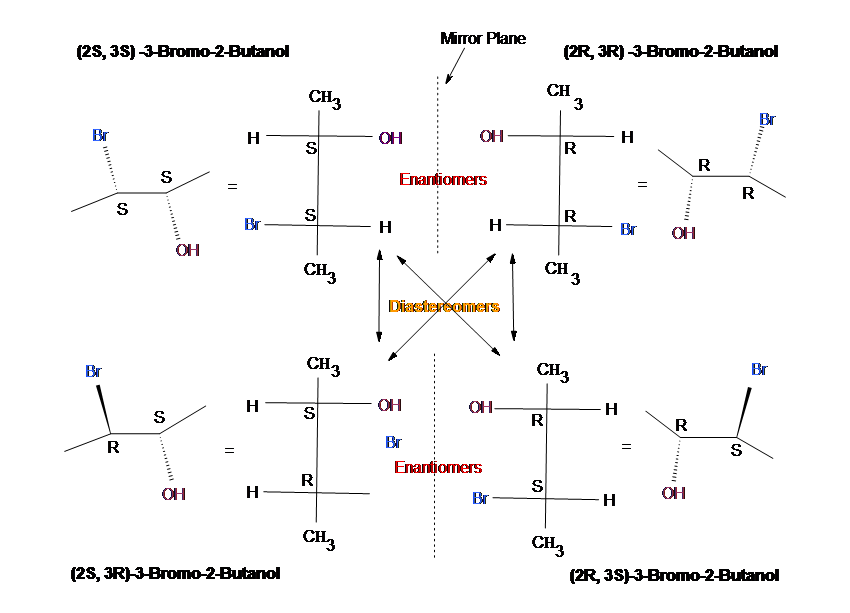 Mirror Plane
(2S, 3S) -3-Bromo-2-Butanol
(2R, 3R) -3-Bromo-2-Butanol
CH3
CH3
Br
H
OH
OH
H
Br
S
R
S
R
Enantiomers
S
=
=
R
S
R
Br
S
H
H
R
Br
OH
OH
CH3
CH3
Diastereomers
CH3
CH3
Br
Br
H
OH
OH
H
S
S
R
R
Br
R
=
Enantiomers
=
S
R
S
H
Br
H
OH
OH
CH3
CH3
(2S, 3R)-3-Bromo-2-Butanol
(2R, 3S)-3-Bromo-2-Butanol